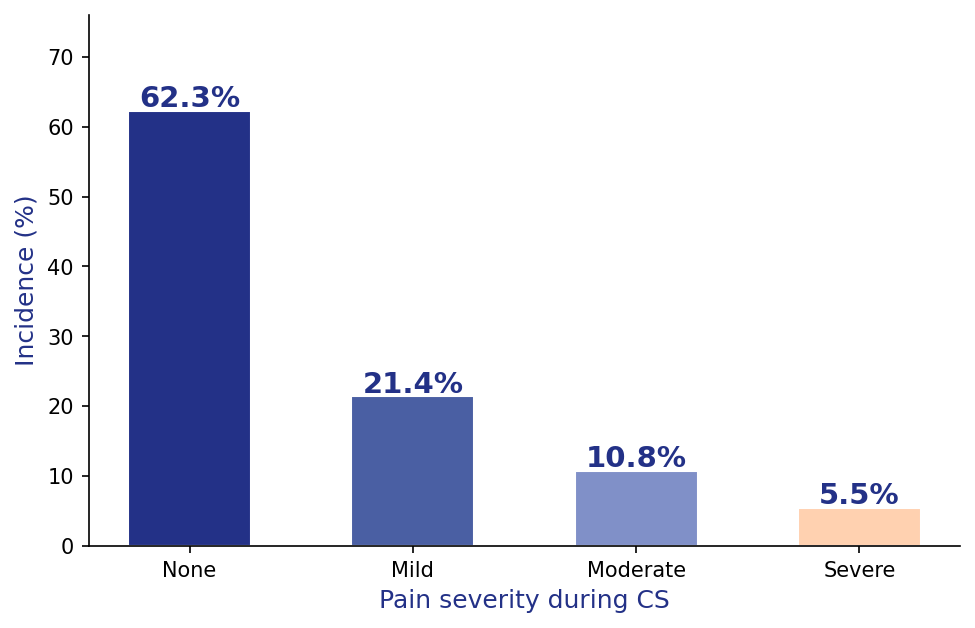 Incidence (%)
70
60
50
40
30
20
10
0
62.3%
21.4%
10.8%
5.5%
None
Mild
Moderate
Severe
Pain severity during CS